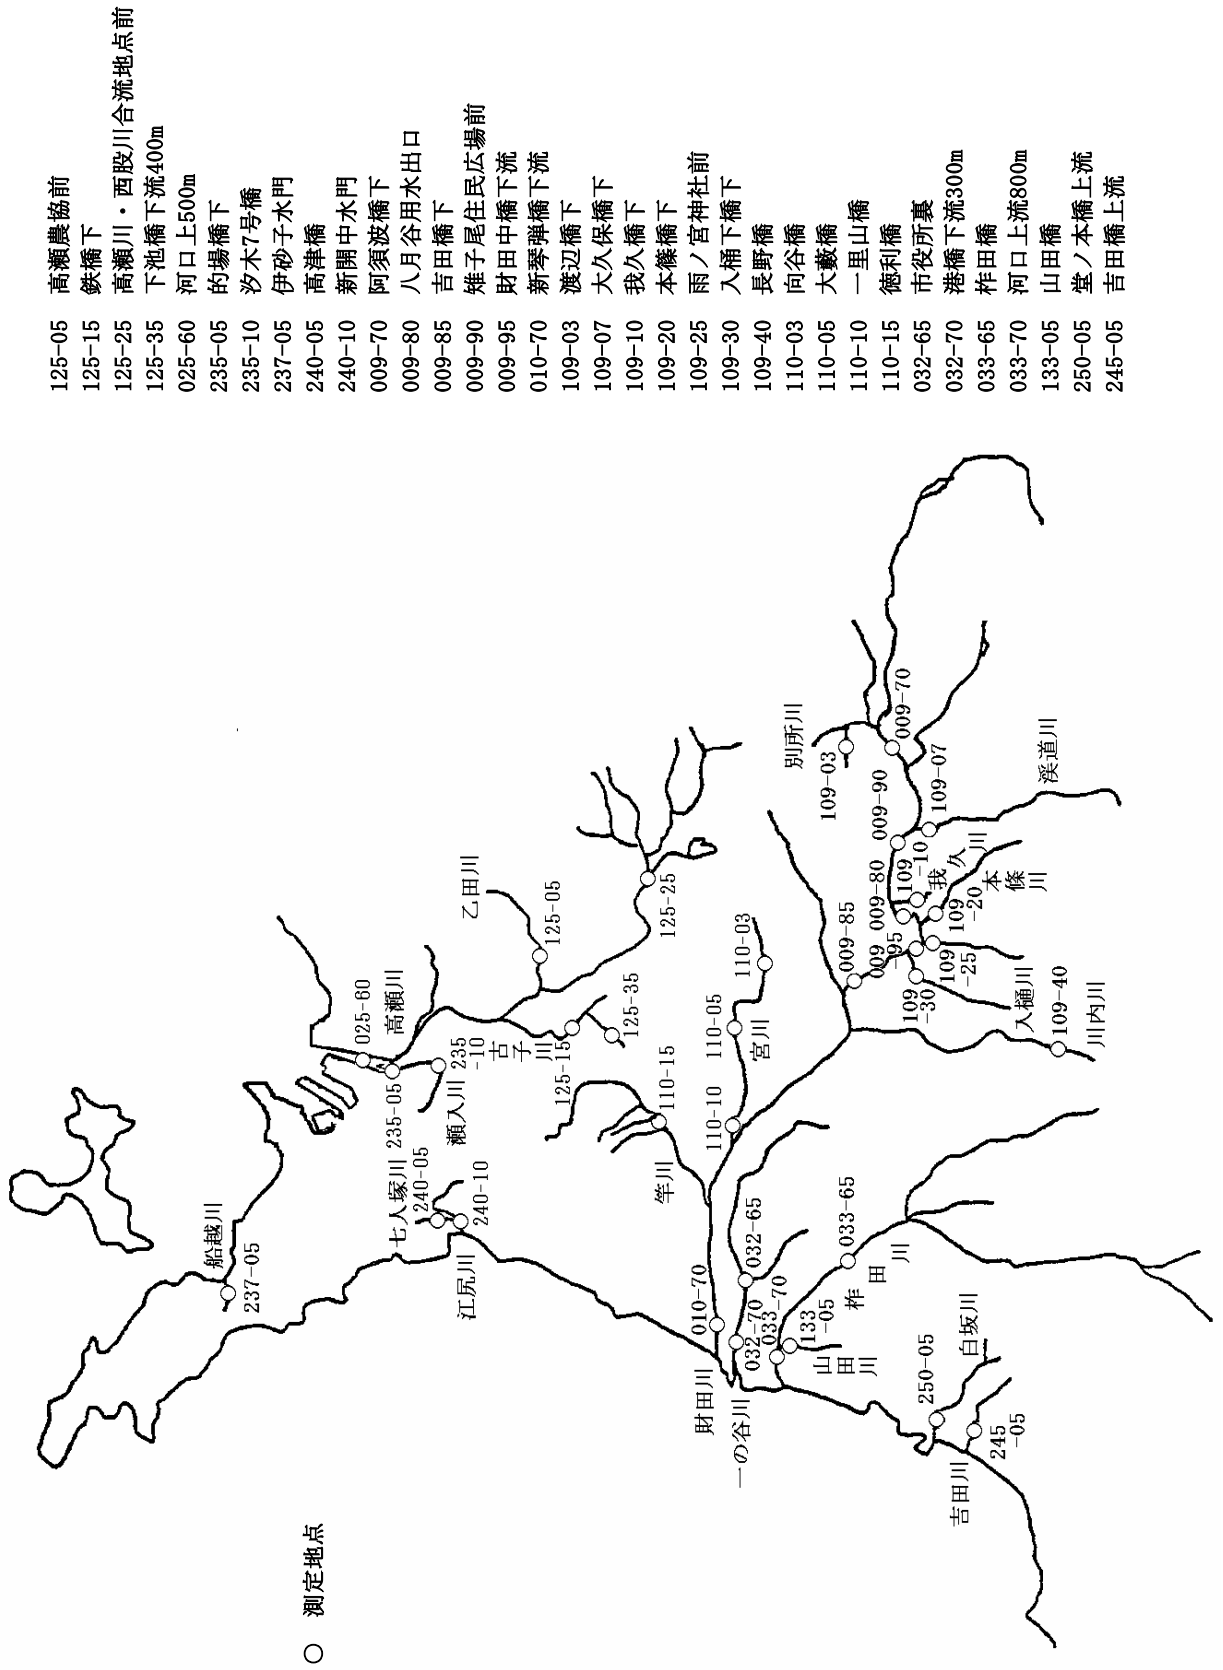 125-05 高瀬農協前
125-15 鉄橋下
125-25 高瀬川・西股川合流地点前
125-35 下池橋下流400m
025-60 河口上500m
235-05 的場橋下
235-10 汐木7号橋
237-05 伊砂子水門
240-05 高津橋
240-10 新開中水門
009-70 阿須波橋下
009-80 八月谷用水出口
009-85 吉田橋下
009-90 雉子尾住民広場前
009-95 財田中橋下流
010-70 新琴弾橋下流
109-03 渡辺橋下
109-07 大久保橋下
109-10 我久橋下
109-20 本篠橋下
109-25 雨ノ宮神社前
109-30 入桶下橋下
109-40 長野橋
110-03 向谷橋
110-05 大藪橋
110-10 一里山橋
110-15 徳利橋
032-65 市役所裏
032-70 港橋下流300m
033-65 柞田橋
033-70 河口上流800m
133-05 山田橋
250-05 堂ノ本橋上流
245-05 吉田橋上流
○ 測定地点
船越川
237-05
025-60
高瀬川
235-05
235-10
瀬入川
七人塚川
240-05
240-10
江尻川
乙田川
125-05
125-25
古子川
125-15
125-35
竿川
110-15
110-10
110-05
宮川
110-03
財田川
010-70
一の谷川
032-70
032-65
033-70
033-65
柞田川
133-05
山田川
白坂川
250-05
245-05
吉田川
別所川
109-03
009-70
009-90
109-07
渓道川
009-85
009-80
009-95
109-10
我久川
109-20
本篠川
109-25
109-30
入樋川
109-40
川内川